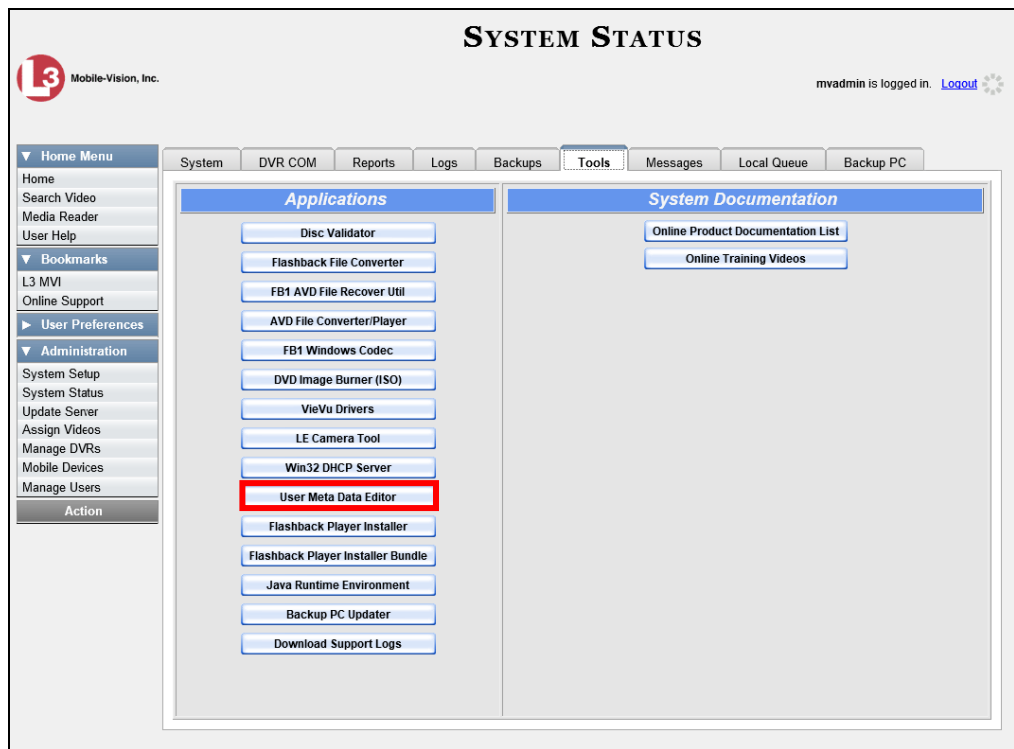 SYSTEM STATUS
L3 Mobile-Vision, Inc.
mvadmin is logged in. Logout
▼ Home Menu
Home
Search Video
Media Reader
User Help
▼ Bookmarks
L3 MVI
Online Support
► User Preferences
▼ Administration
System Setup
System Status
Update Server
Assign Videos
Manage DVRs
Mobile Devices
Manage Users
Action
System DVR COM Reports Logs Backups Tools Messages Local Queue Backup PC
Applications
Disc Validator
Flashback File Converter
FB1 AVD File Recover Util
AVD File Converter/Player
FB1 Windows Codec
DVD Image Burner (ISO)
VieVu Drivers
LE Camera Tool
Win32 DHCP Server
User Meta Data Editor
Flashback Player Installer
Flashback Player Installer Bundle
Java Runtime Environment
Backup PC Updater
Download Support Logs
System Documentation
Online Product Documentation List
Online Training Videos